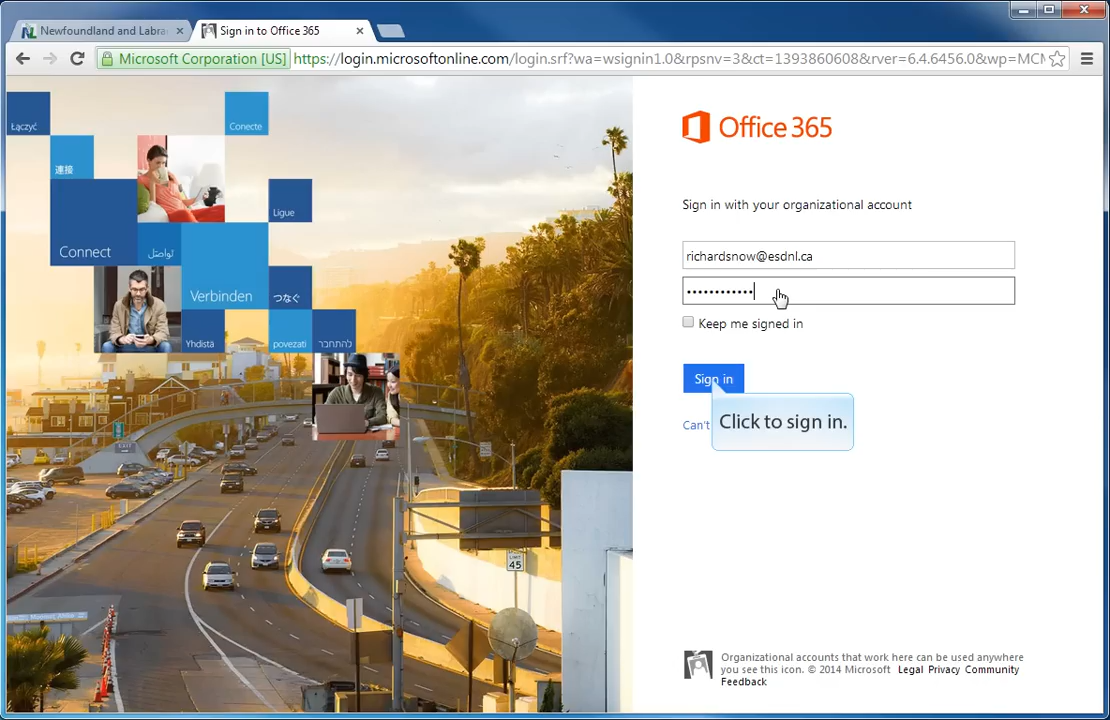 Newfoundland and Labra
Sign in to Office 365
Microsoft Corporation [US]
https://login.microsoftonline.com/login.srf?wa=wsignin1.0&rpsnv=3&ct=1393860608&rver=6.4.6456.0&wp=MCM
Łączyć
Conecte
連接
Ligue
Connect
تواصَل
Verbinden
つなぐ
Yhdistä
povezati
להתחבר
EXIT
LIMIT
45
Office 365
Sign in with your organizational account
richardsnow@esdnl.ca
••••••••••••
Keep me signed in
Sign in
Click to sign in.
Can't
Organizational accounts that work here can be used anywhere
you see this icon. © 2014 Microsoft Legal Privacy Community
Feedback